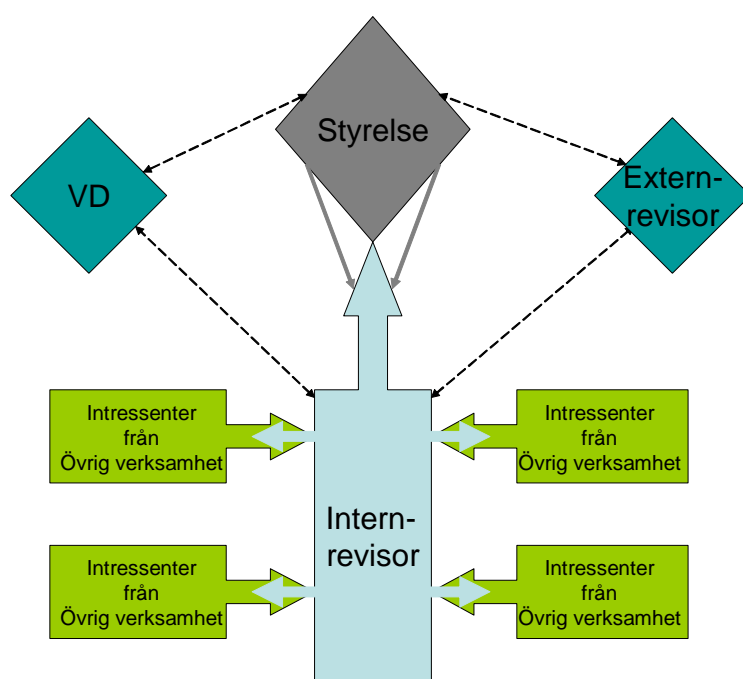 Styrelse
VD
Extern-
revisor
Intressenter
från
Övrig verksamhet
Intressenter
från
Övrig verksamhet
Intern-
revisor
Intressenter
från
Övrig verksamhet
Intressenter
från
Övrig verksamhet